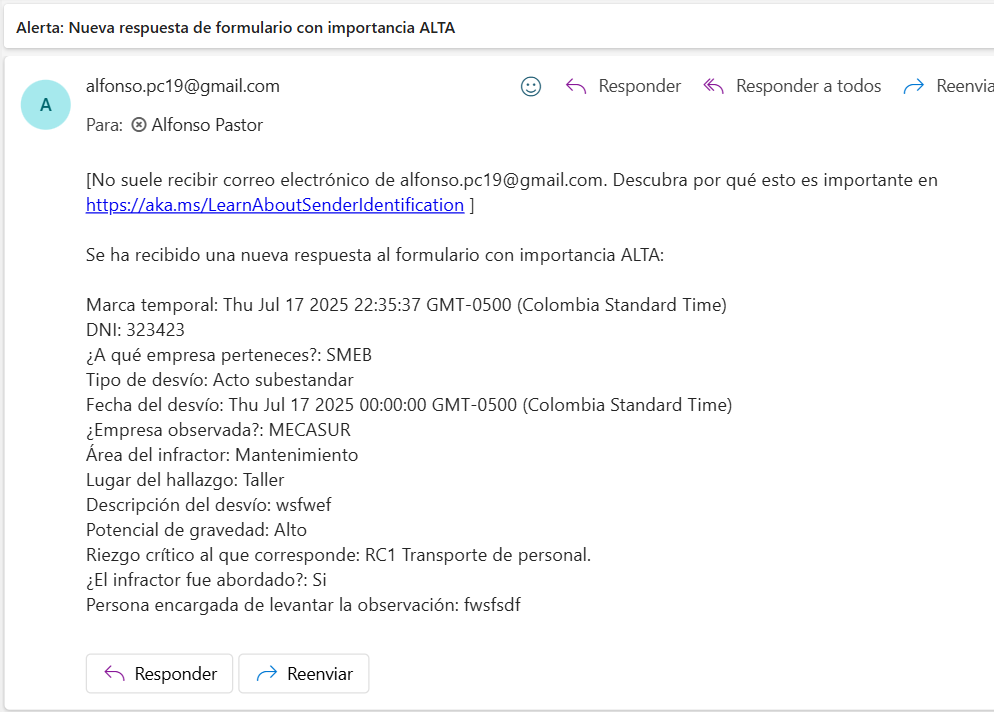 Alerta: Nueva respuesta de formulario con importancia ALTA
alfonso.pc19@gmail.com
Responder
Responder a todos
Reenvia
A
Para: Alfonso Pastor
[No suele recibir correo electrónico de alfonso.pc19@gmail.com. Descubra por qué esto es importante en
https://aka.ms/LearnAboutSenderIdentification ]
Se ha recibido una nueva respuesta al formulario con importancia ALTA:
Marca temporal: Thu Jul 17 2025 22:35:37 GMT-0500 (Colombia Standard Time)
DNI: 323423
¿A qué empresa perteneces?: SMEB
Tipo de desvío: Acto subestandar
Fecha del desvío: Thu Jul 17 2025 00:00:00 GMT-0500 (Colombia Standard Time)
¿Empresa observada?: MECASUR
Área del infractor: Mantenimiento
Lugar del hallazgo: Taller
Descripción del desvío: wsfwef
Potencial de gravedad: Alto
Riezgo crítico al que corresponde: RC1 Transporte de personal.
¿El infractor fue abordado?: Si
Persona encargada de levantar la observación: fwsfsdf
Responder
Reenviar